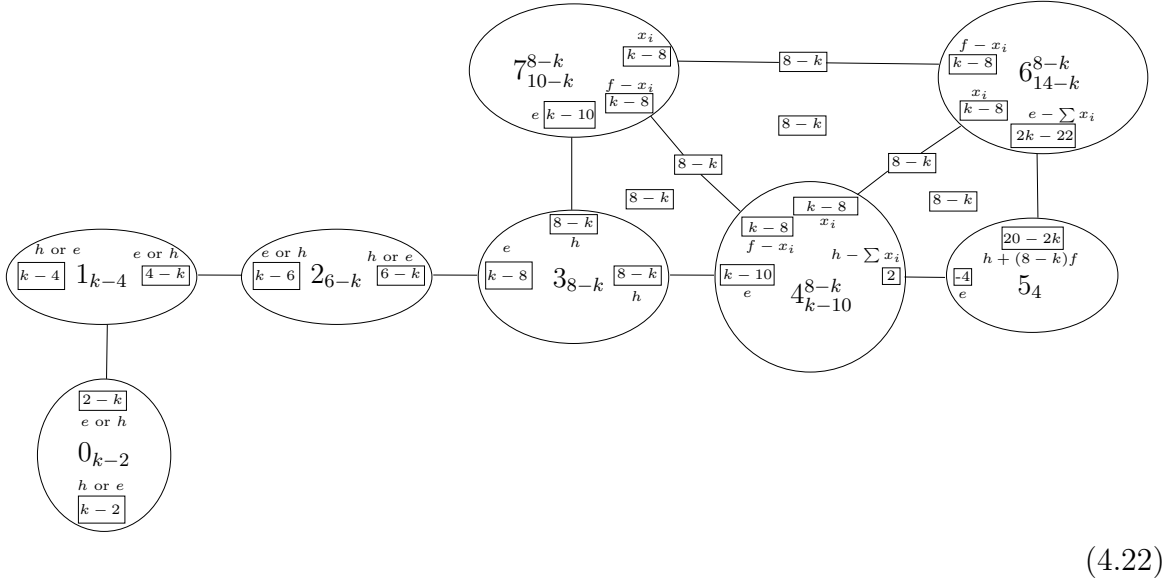 x_i
k − 8
7^{8−k}_{10−k}
f − x_i
k − 8
e
k − 10
8 − k
f − x_i
k − 8
6^{8−k}_{14−k}
x_i
k − 8
e − ∑ x_i
2k − 22
8 − k
8 − k
8 − k
8 − k
8 − k
h or e
k − 4
1_{k−4}
e or h
4 − k
e or h
k − 6
2_{6−k}
h or e
6 − k
8 − k
h
e
k − 8
3_{8−k}
8 − k
h
k − 8
x_i
k − 8
f − x_i
k − 10
e
4^{8−k}_{k−10}
h − ∑ x_i
2
20 − 2k
h + (8 − k)f
-4
e
5_4
2 − k
e or h
0_{k−2}
h or e
k − 2
(4.22)